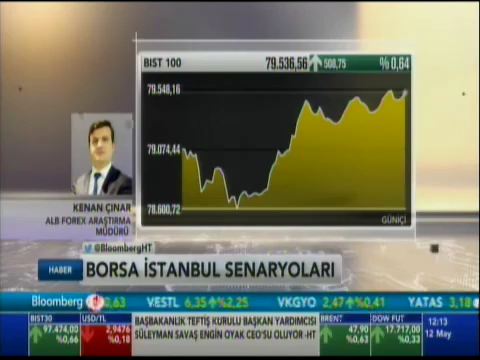 BIST 100 79.536,56 508,75 % 0,64
79.548,16
79.074,44
78.600,72
GÜNİÇİ
KENAN ÇINAR
ALB FOREX ARAŞTIRMA
MÜDÜRÜ
@BloombergHT
HABER BORSA İSTANBUL SENARYOLARI
Bloomberg HT 3,63 VESTL 6,35 %2,25 VKGYO 2,47 %0,41 YATAS 3,18
BIST30 USD/TL BRENT DOW FUT
97.474,00 2,9476 47,90 17.717,00
%0,66 %0,18 %0,63 %0,33
BAŞBAKANLIK TEFTİŞ KURULU BAŞKAN YARDIMCISI
SÜLEYMAN SAVAŞ ENGİN OYAK CEO'SU OLUYOR -HT
12:13
12 May